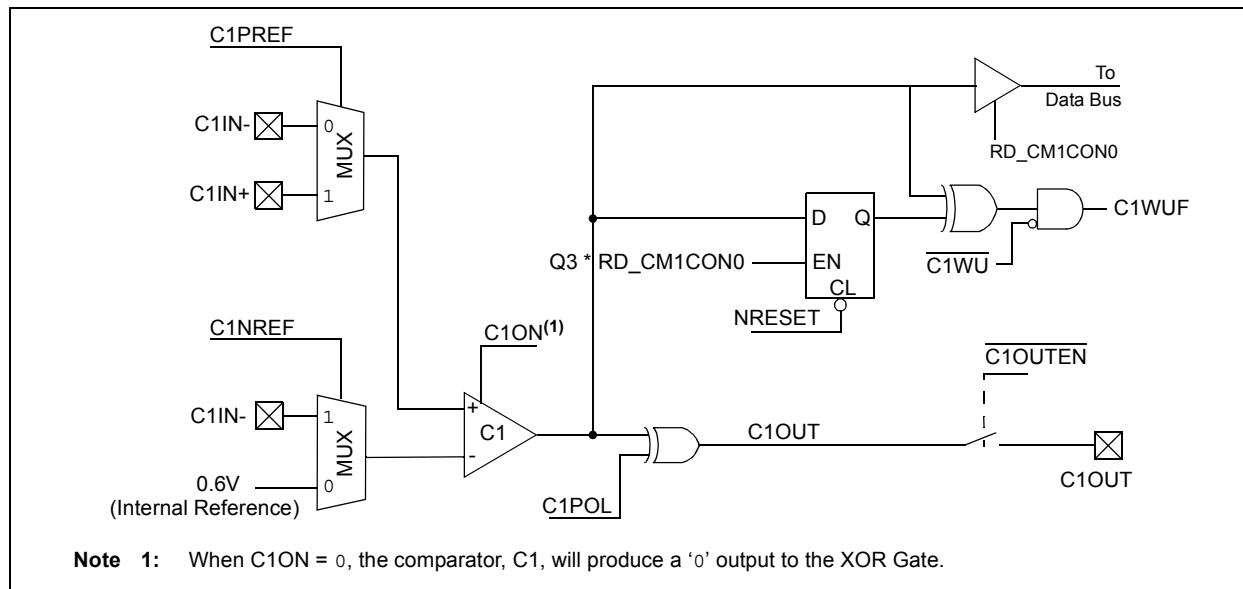 C1PREF
C1IN-
0
MUX
C1IN+
1
To
Data Bus
RD_CM1CON0
D
Q
Q3 * RD_CM1CON0
EN
CL
NRESET
C1WUF
C1WU
C1NREF
C1ON(1)
C1OUTEN
C1IN-
1
MUX
0.6V
0
(Internal Reference)
+
C1
-
C1OUT
C1POL
C1OUT
Note 1: When C1ON = 0, the comparator, C1, will produce a ‘0’ output to the XOR Gate.